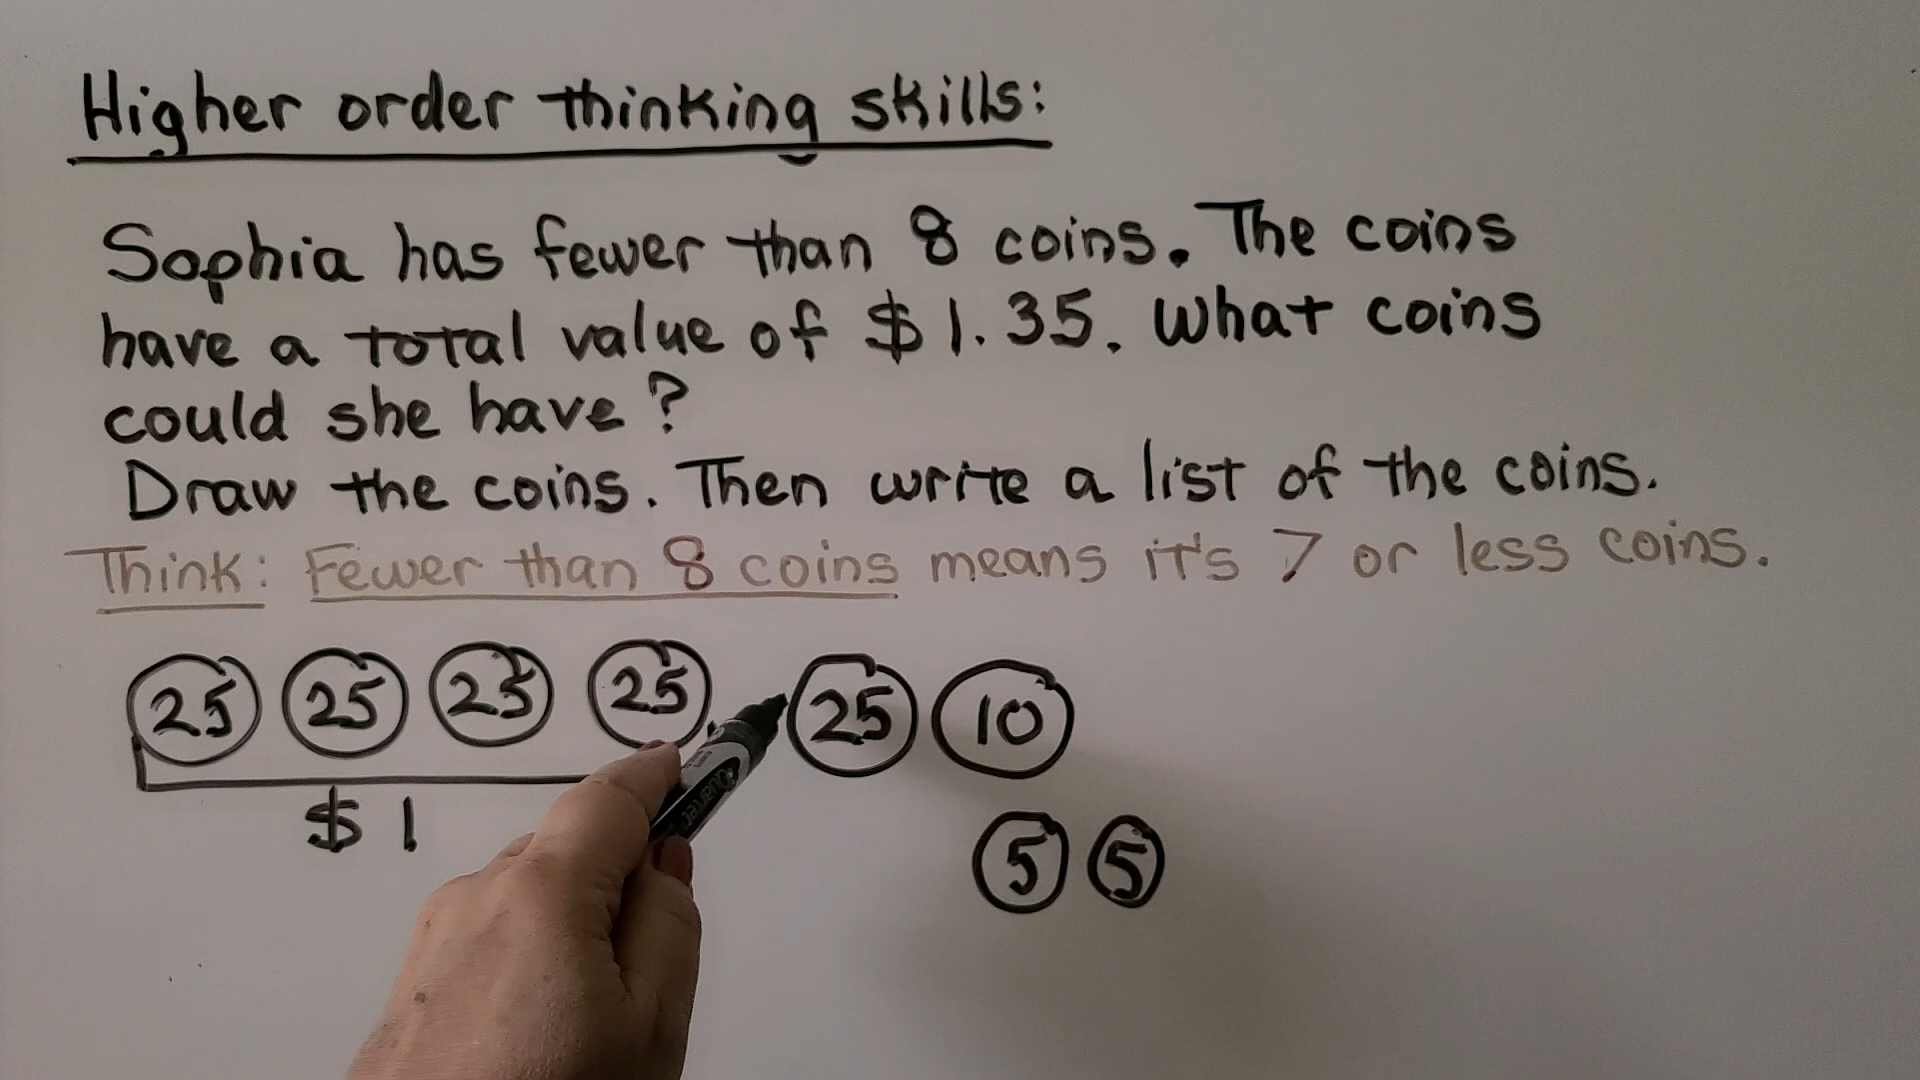 Higher order thinking skills:
Sophia has fewer than 8 coins. The coins
have a total value of $1.35. What coins
could she have?
Draw the coins. Then write a list of the coins.
Think: Fewer than 8 coins means it's 7 or less coins.
25 25 25 25 25 10
$1
5 5
Quartet